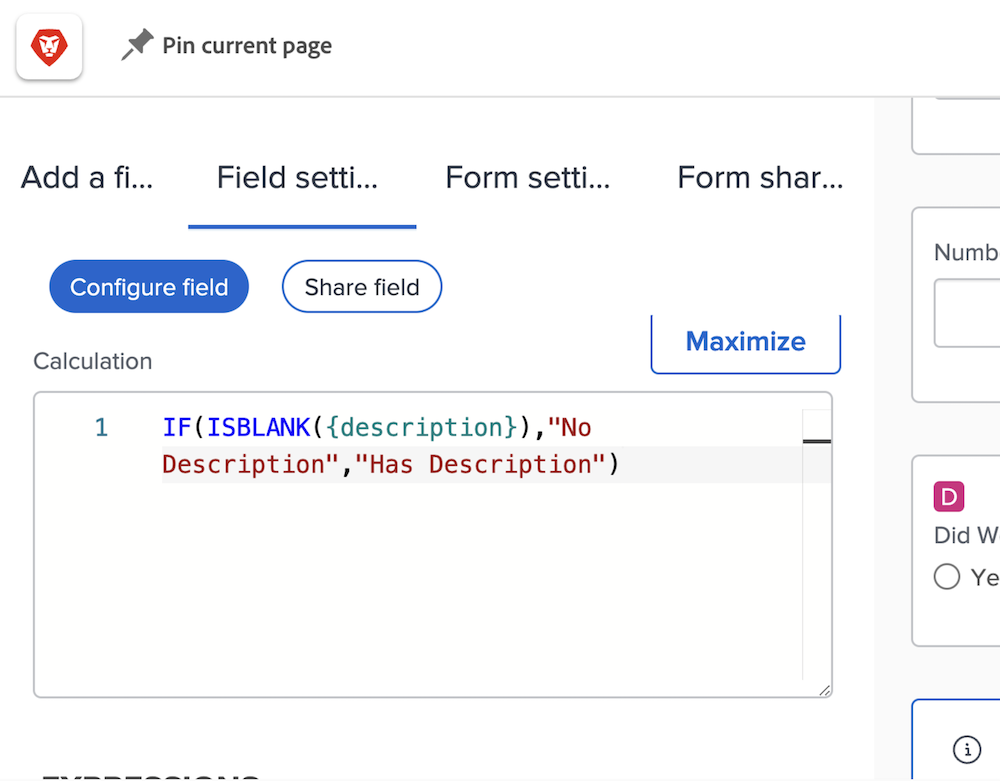 Pin current page
Add a fi...
Field setti...
Form setti...
Form shar...
Configure field
Share field
Maximize
Calculation
1
IF(ISBLANK({description}),"No
Description","Has Description")
EXPRESSIONS
Numb
D
Did W
Ye